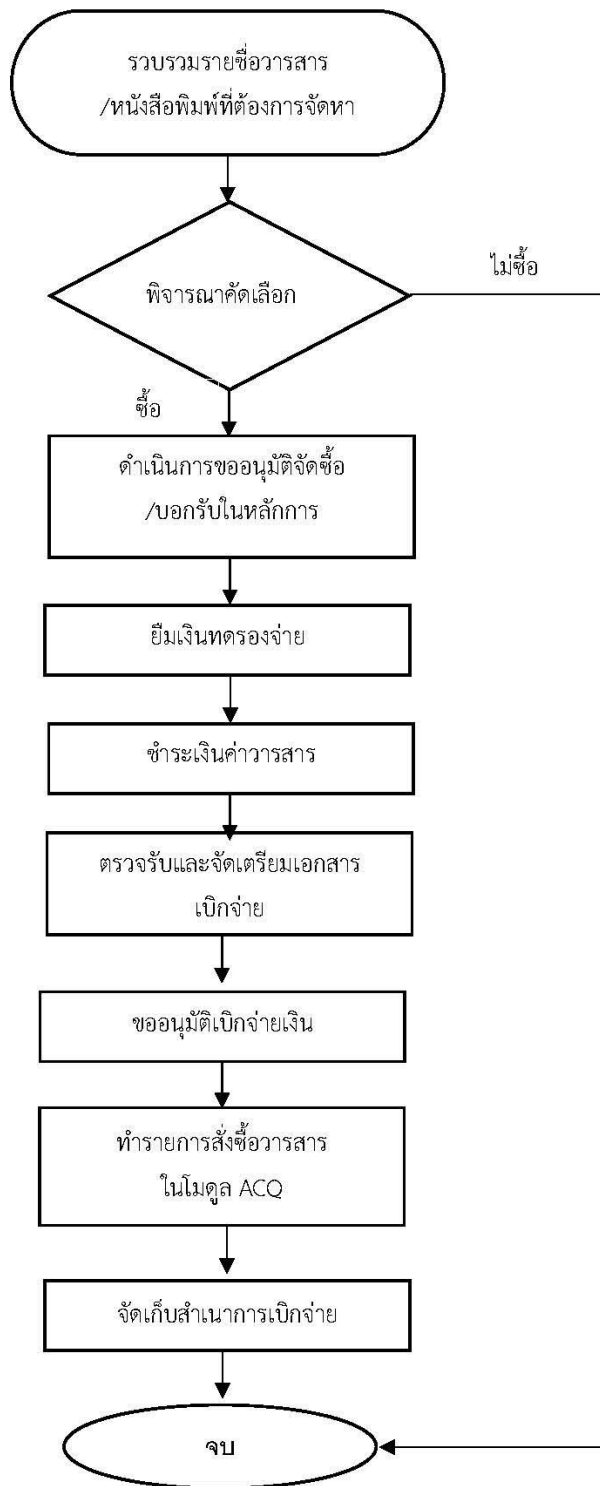 รวบรวมรายชื่อวารสาร
/หนังสือพิมพ์ที่ต้องการจัดหา
พิจารณาคัดเลือก
ไม่ซื้อ
ซื้อ
ดำเนินการขออนุมัติจัดซื้อ
/บอกรับในหลักการ
ยืมเงินทดรองจ่าย
ชำระเงินค่าวารสาร
ตรวจรับและจัดเตรียมเอกสาร
เบิกจ่าย
ขออนุมัติเบิกจ่ายเงิน
ทำรายการสั่งซื้อวารสาร
ในโมดูล ACQ
จัดเก็บสำเนาการเบิกจ่าย
จบ